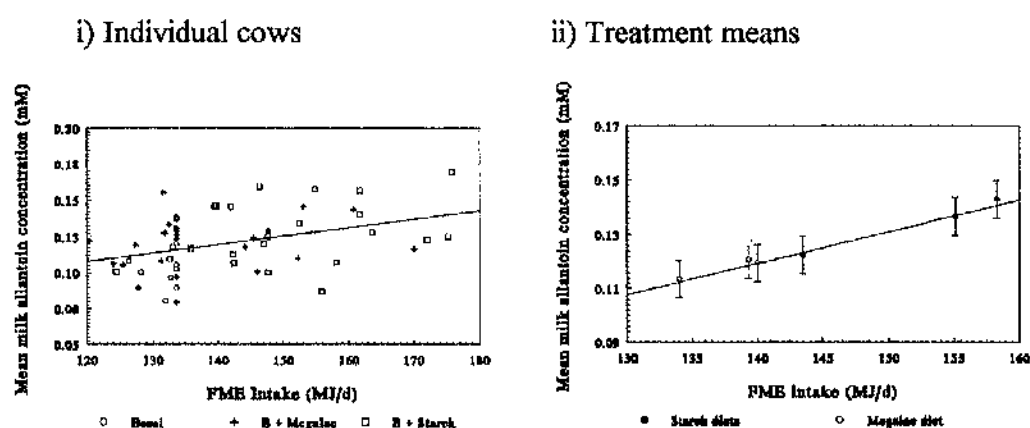 i) Individual cows
ii) Treatment means
Mean milk allantoin concentration (mM)
0.20
0.18
0.15
0.13
0.10
0.08
0.05
120
130
140
150
160
170
180
FME Intake (MJ/d)
Basal
B + Megalac
B + Starch
Mean milk allantoin concentration (mM)
0.17
0.15
0.13
0.11
0.09
130
135
140
145
150
155
160
FME Intake (MJ/d)
Starch diets
Megalac diet